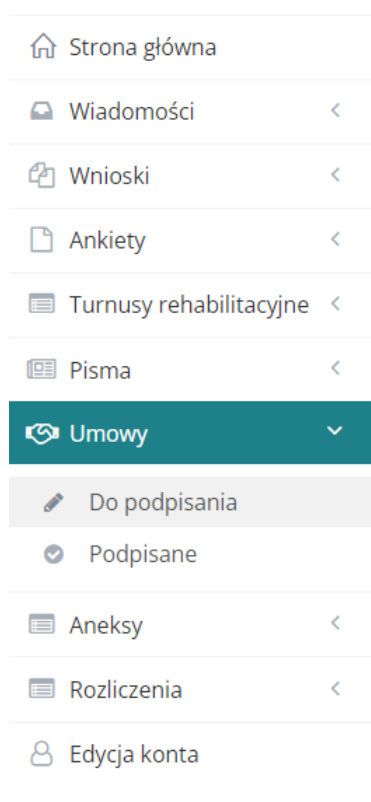 Strona główna
Wiadomości
Wnioski
Ankiety
Turnusy rehabilitacyjne
Pisma
Umowy
Do podpisania
Podpisane
Aneksy
Rozliczenia
Edycja konta